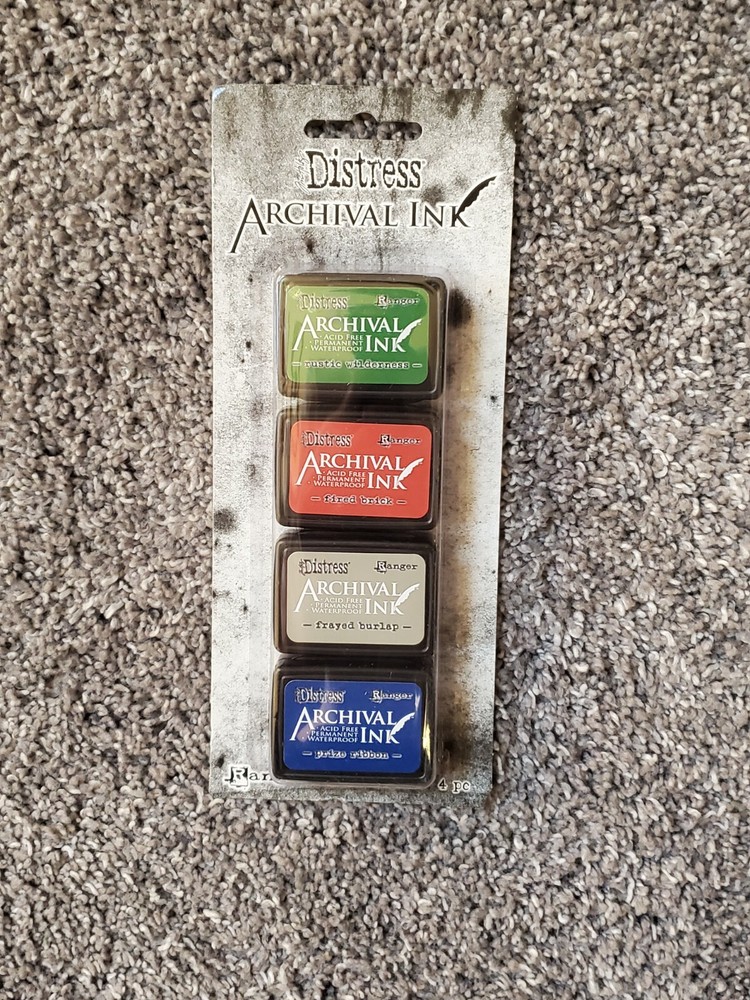 Distress
ARCHIVAL INK
Distress Ranger
ARCHIVAL INK
• ACID FREE
• PERMANENT
• WATERPROOF
— rustic wilderness —
Distress Ranger
ARCHIVAL INK
• ACID FREE
• PERMANENT
• WATERPROOF
— fired brick —
Distress Ranger
ARCHIVAL INK
• ACID FREE
• PERMANENT
• WATERPROOF
— frayed burlap —
Distress Ranger
ARCHIVAL INK
• ACID FREE
• PERMANENT
• WATERPROOF
— prize ribbon —
Ran 4 pc